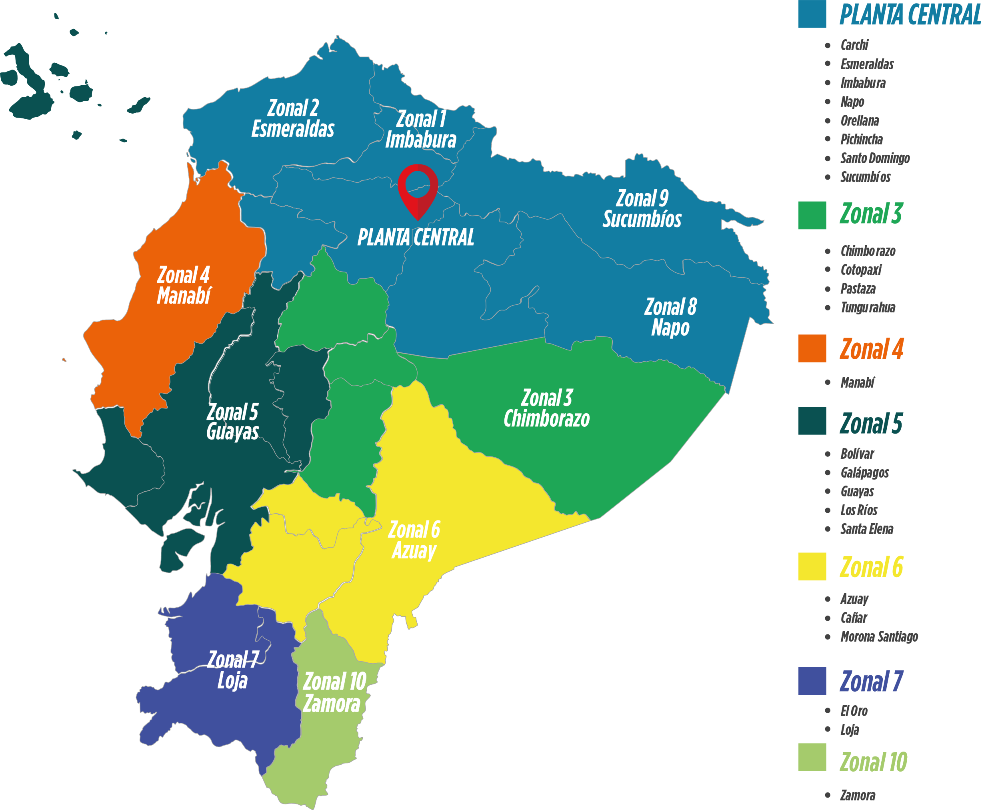 Zonal 2
Esmeraldas
Zonal 1
Imbabura
Zonal 9
Sucumbíos
PLANTA CENTRAL
Zonal 4
Manabí
Zonal 8
Napo
Zonal 3
Chimborazo
Zonal 5
Guayas
Zonal 6
Azuay
Zonal 7
Loja
Zonal 10
Zamora
PLANTA CENTRAL
• Carchi
• Esmeraldas
• Imbabura
• Napo
• Orellana
• Pichincha
• Santo Domingo
• Sucumbíos
Zonal 3
• Chimborazo
• Cotopaxi
• Pastaza
• Tungurahua
Zonal 4
• Manabí
Zonal 5
• Bolívar
• Galápagos
• Guayas
• Los Ríos
• Santa Elena
Zonal 6
• Azuay
• Cañar
• Morona Santiago
Zonal 7
• El Oro
• Loja
Zonal 10
• Zamora